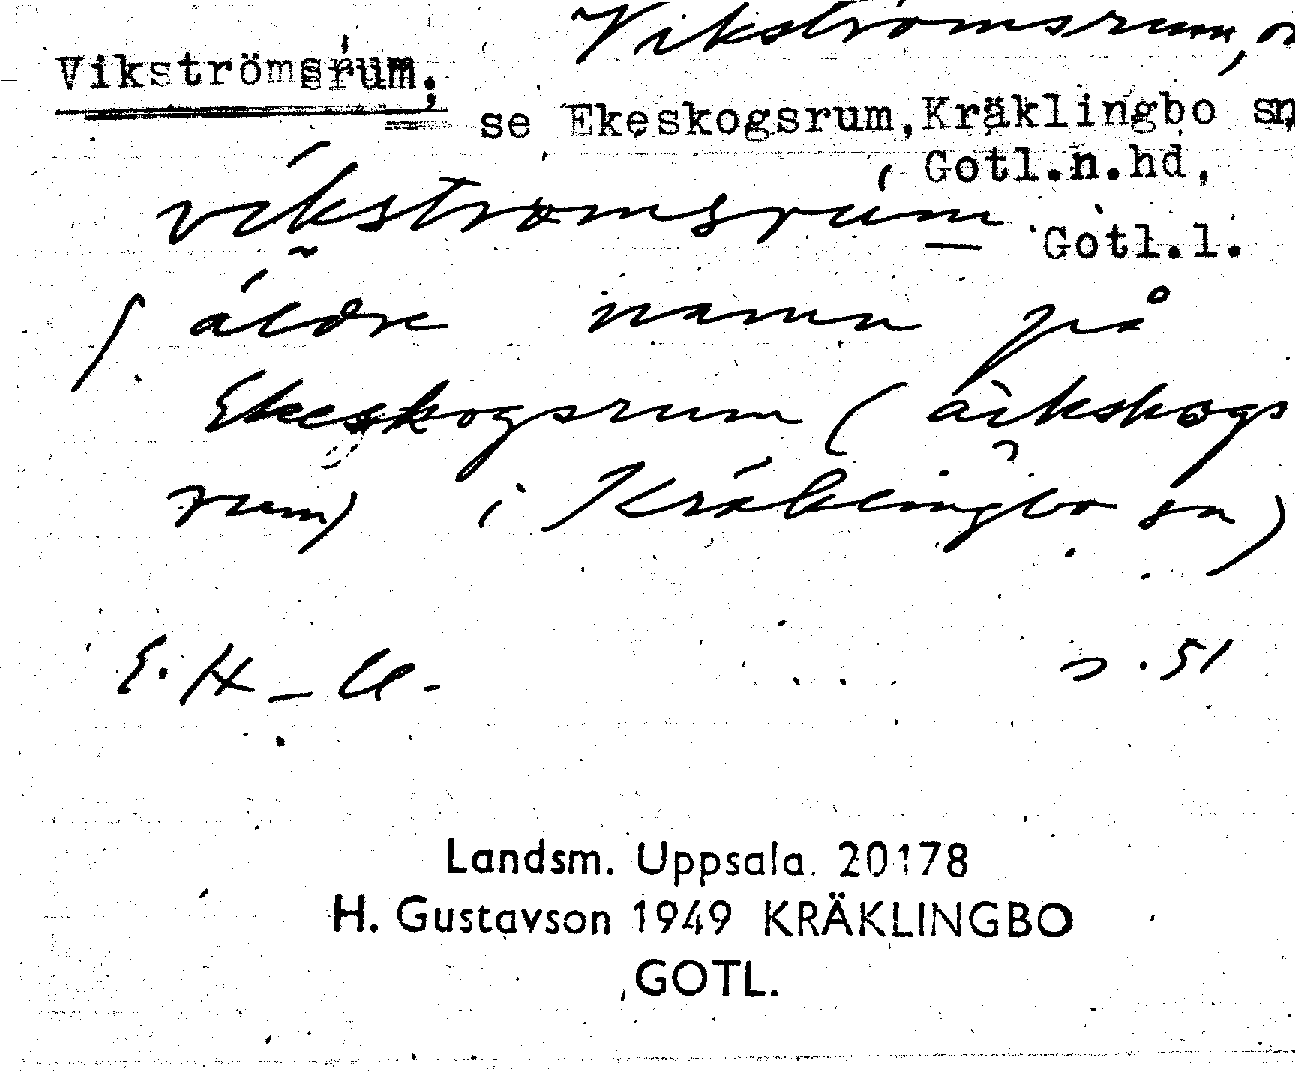 Vikströmsrum,
Vikströmsrum;
se Ekeskogsrum, Kräklingbo sn,
Gotl.n.hd,
vikströmsrum
Gotl.l.
äldre namn på
Ekeskogsrum (äikskogs
rum) i Kräklingbo sn)
E. H-U. s. 51
Landsm. Uppsala. 20178
H. Gustavson 1949 KRÄKLINGBO
GOTL.